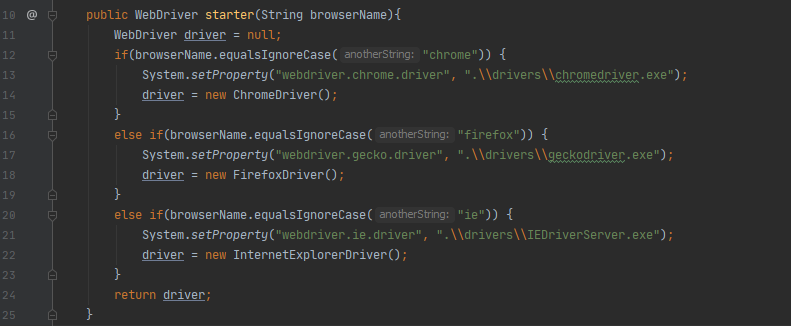 10 @ public WebDriver starter(String browserName){
11 WebDriver driver = null;
12 if(browserName.equalsIgnoreCase( anotherString: "chrome")) {
13 System.setProperty("webdriver.chrome.driver", ".\\drivers\\chromedriver.exe");
14 driver = new ChromeDriver();
15 }
16 else if(browserName.equalsIgnoreCase( anotherString: "firefox")) {
17 System.setProperty("webdriver.gecko.driver", ".\\drivers\\geckodriver.exe");
18 driver = new FirefoxDriver();
19 }
20 else if(browserName.equalsIgnoreCase( anotherString: "ie")) {
21 System.setProperty("webdriver.ie.driver", ".\\drivers\\IEDriverServer.exe");
22 driver = new InternetExplorerDriver();
23 }
24 return driver;
25 }